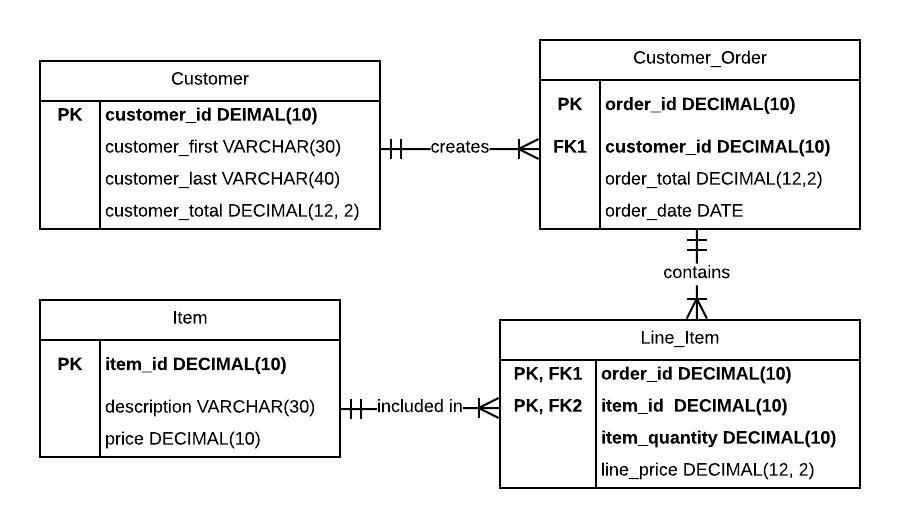 Customer
PK customer_id DEIMAL(10)
customer_first VARCHAR(30)
customer_last VARCHAR(40)
customer_total DECIMAL(12, 2)
creates
Customer_Order
PK order_id DECIMAL(10)
FK1 customer_id DECIMAL(10)
order_total DECIMAL(12,2)
order_date DATE
contains
Item
PK item_id DECIMAL(10)
description VARCHAR(30)
price DECIMAL(10)
included in
Line_Item
PK, FK1 order_id DECIMAL(10)
PK, FK2 item_id DECIMAL(10)
item_quantity DECIMAL(10)
line_price DECIMAL(12, 2)